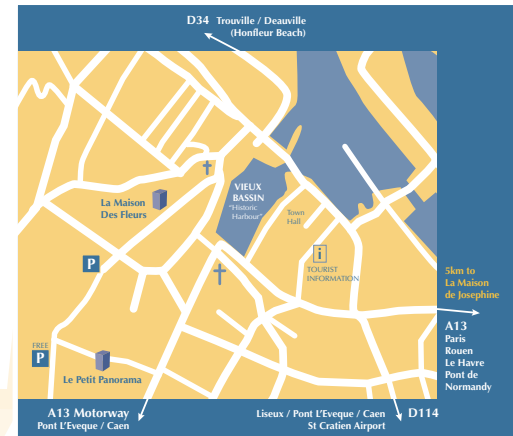 D34 Trouville / Deauville
(Honfleur Beach)
La Maison
Des Fleurs
VIEUX
BASSIN
"Historic
Harbour"
Town
Hall
i
TOURIST
INFORMATION
P
FREE
P
Le Petit Panorama
5km to
La Maison
de Josephine
A13
Paris
Rouen
Le Havre
Pont de
Normandy
A13 Motorway
Pont L'Eveque / Caen
Liseux / Pont L'Eveque / Caen D114
St Cratien Airport